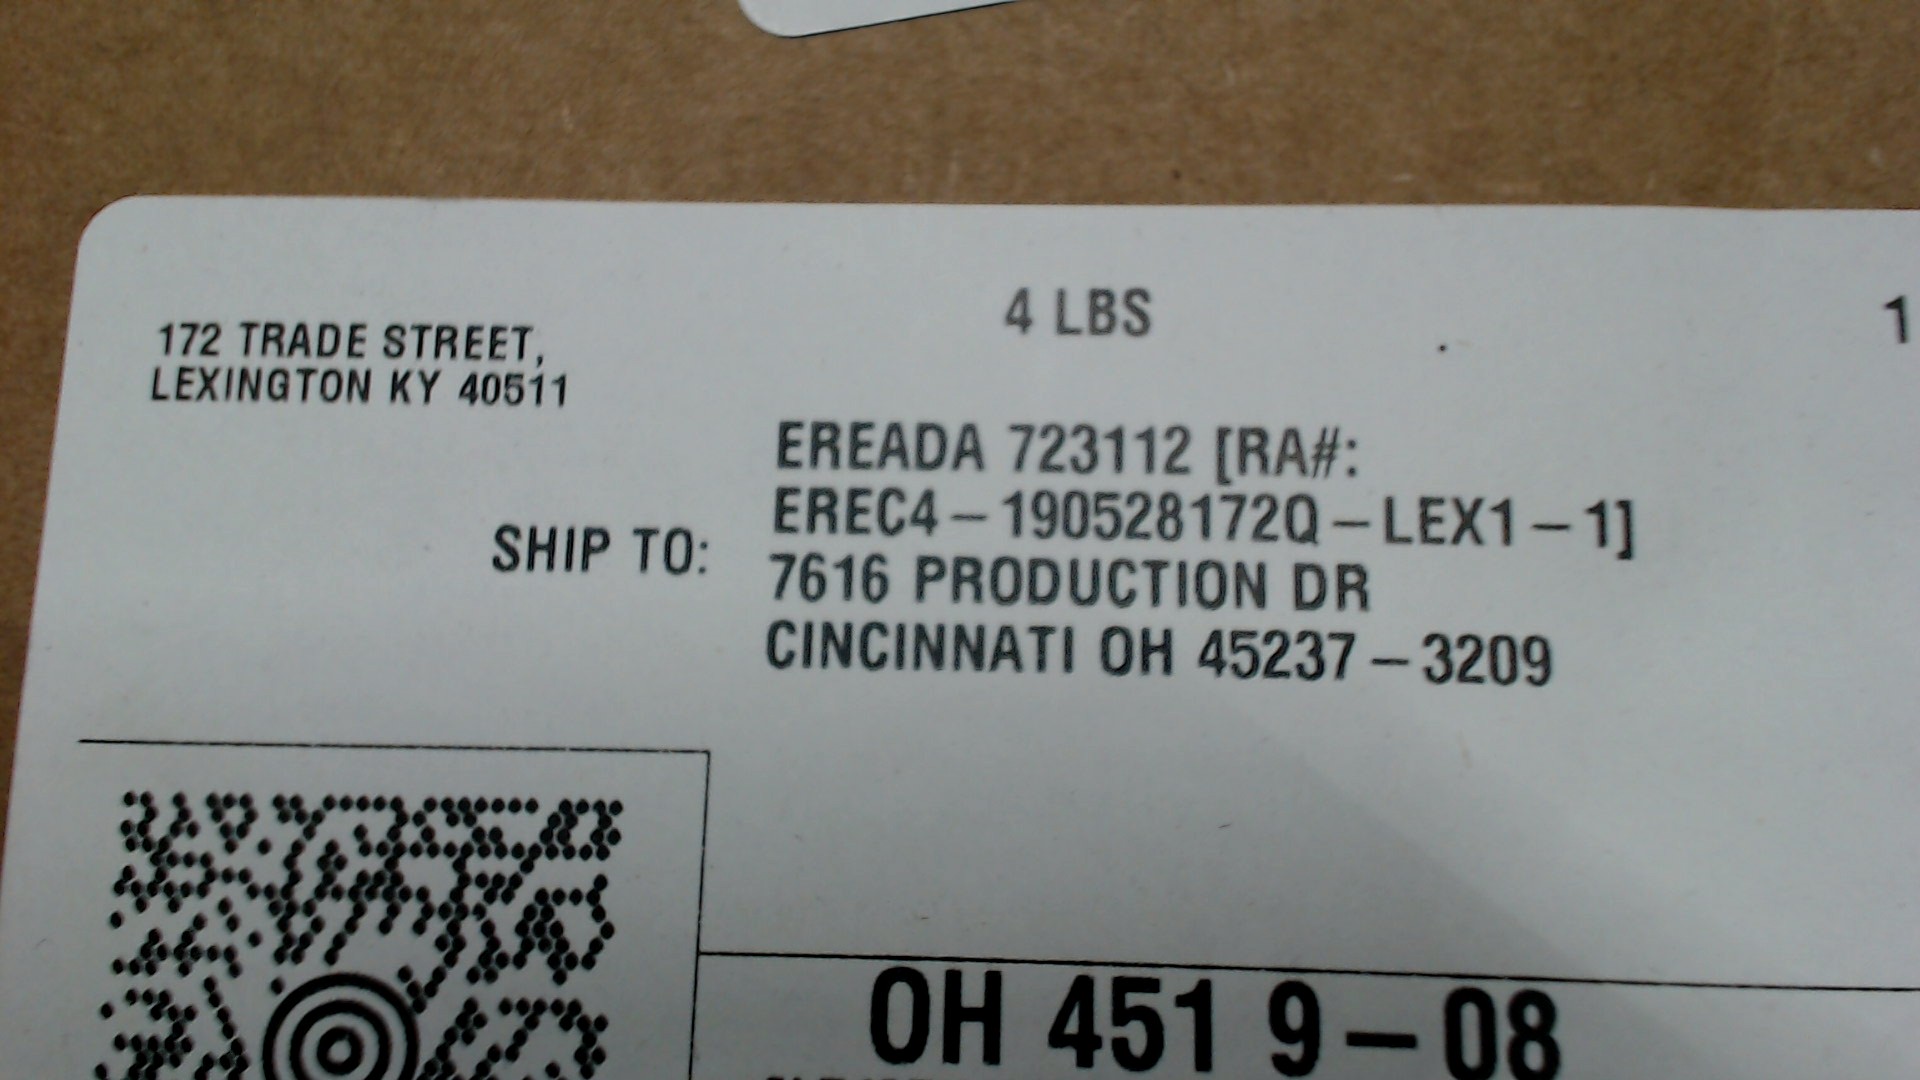 4 LBS
1
172 TRADE STREET,
LEXINGTON KY 40511
EREADA 723112 [RA#:
EREC4-190528172Q-LEX1-1]
SHIP TO:
7616 PRODUCTION DR
CINCINNATI OH 45237-3209
OH 451 9-08